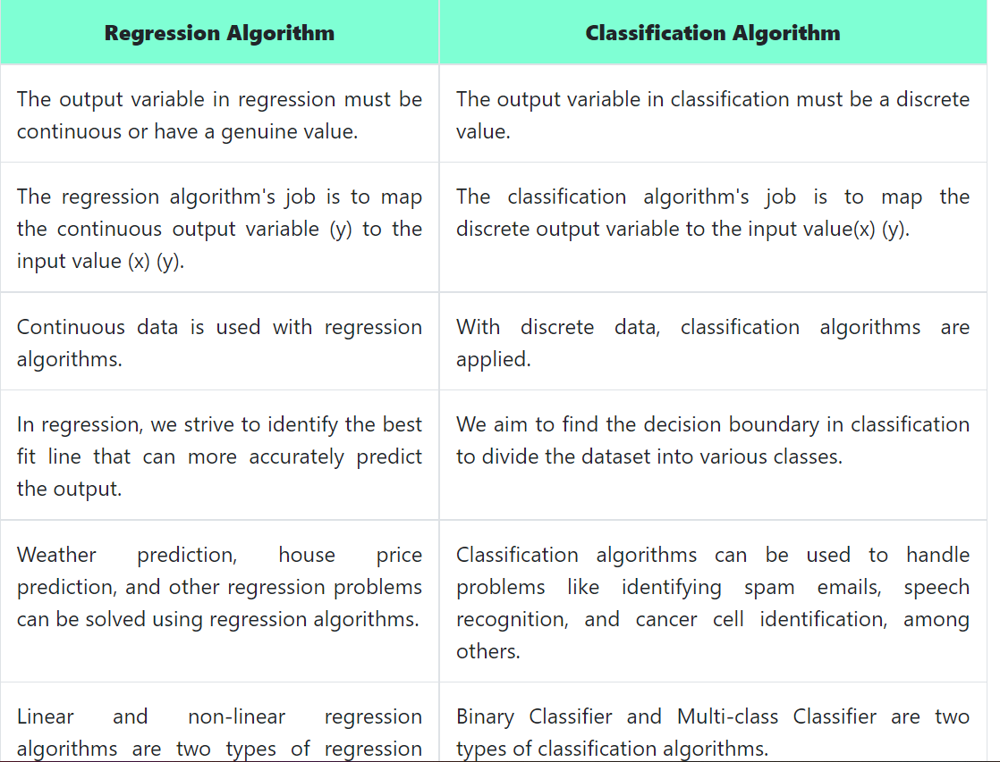 Regression Algorithm
Classification Algorithm
The output variable in regression must be
continuous or have a genuine value.
The output variable in classification must be a discrete
value.
The regression algorithm's job is to map
the continuous output variable (y) to the
input value (x) (y).
The classification algorithm's job is to map the
discrete output variable to the input value(x) (y).
Continuous data is used with regression
algorithms.
With discrete data, classification algorithms are
applied.
In regression, we strive to identify the best
fit line that can more accurately predict
the output.
We aim to find the decision boundary in classification
to divide the dataset into various classes.
Weather prediction, house price
prediction, and other regression problems
can be solved using regression algorithms.
Classification algorithms can be used to handle
problems like identifying spam emails, speech
recognition, and cancer cell identification, among
others.
Linear and non-linear regression
algorithms are two types of regression
Binary Classifier and Multi-class Classifier are two
types of classification algorithms.